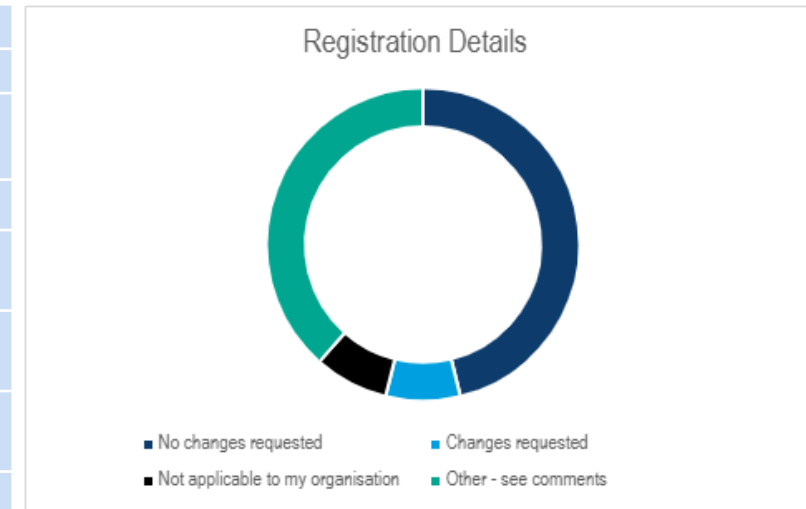 Registration Details
No changes requested
Changes requested
Not applicable to my organisation
Other - see comments